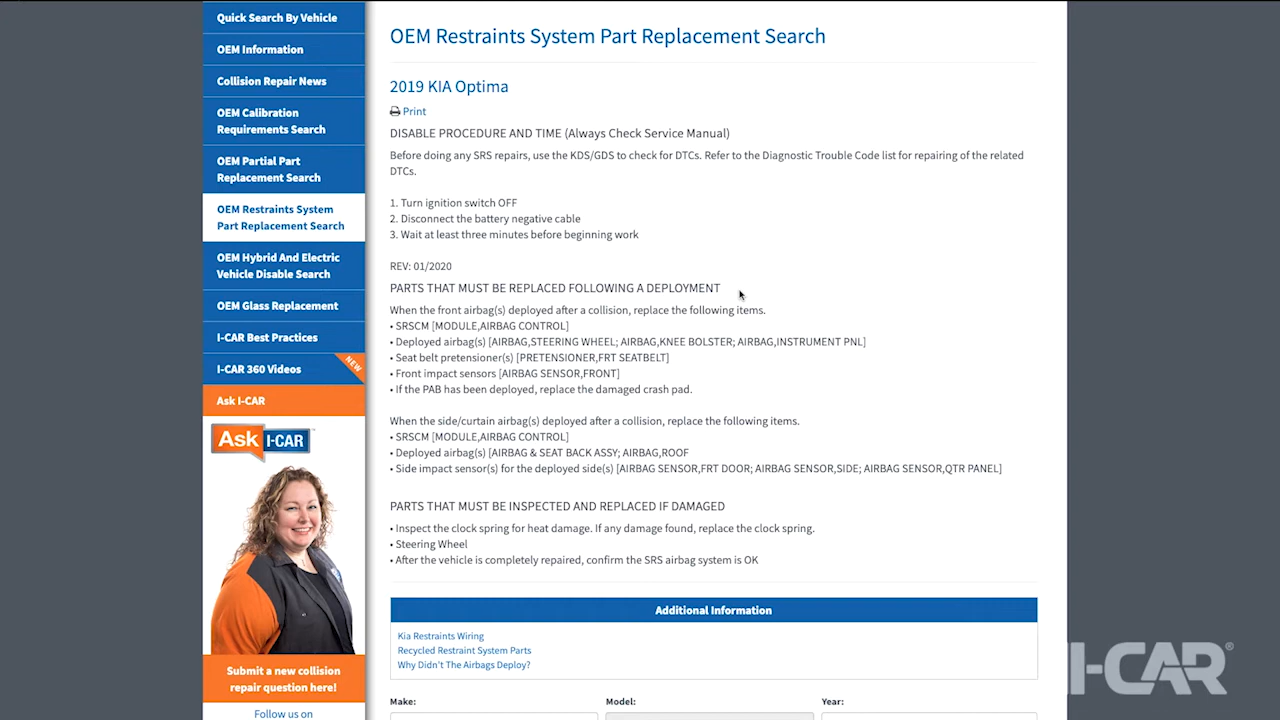 Quick Search By Vehicle
OEM Information
Collision Repair News
OEM Calibration
Requirements Search
OEM Partial Part
Replacement Search
OEM Restraints System
Part Replacement Search
OEM Hybrid And Electric
Vehicle Disable Search
OEM Glass Replacement
I-CAR Best Practices
I-CAR 360 Videos
NEW
Ask I-CAR
Ask I-CAR
Submit a new collision
repair question here!
Follow us on
OEM Restraints System Part Replacement Search
2019 KIA Optima
Print
DISABLE PROCEDURE AND TIME (Always Check Service Manual)
Before doing any SRS repairs, use the KDS/GDS to check for DTCs. Refer to the Diagnostic Trouble Code list for repairing of the related
DTCs.
1. Turn ignition switch OFF
2. Disconnect the battery negative cable
3. Wait at least three minutes before beginning work
REV: 01/2020
PARTS THAT MUST BE REPLACED FOLLOWING A DEPLOYMENT
When the front airbag(s) deployed after a collision, replace the following items.
• SRSCM [MODULE,AIRBAG CONTROL]
• Deployed airbag(s) [AIRBAG,STEERING WHEEL; AIRBAG,KNEE BOLSTER; AIRBAG,INSTRUMENT PNL]
• Seat belt pretensioner(s) [PRETENSIONER,FRT SEATBELT]
• Front impact sensors [AIRBAG SENSOR,FRONT]
• If the PAB has been deployed, replace the damaged crash pad.
When the side/curtain airbag(s) deployed after a collision, replace the following items.
• SRSCM [MODULE,AIRBAG CONTROL]
• Deployed airbag(s) [AIRBAG & SEAT BACK ASSY; AIRBAG,ROOF
• Side impact sensor(s) for the deployed side(s) [AIRBAG SENSOR,FRT DOOR; AIRBAG SENSOR,SIDE; AIRBAG SENSOR,QTR PANEL]
PARTS THAT MUST BE INSPECTED AND REPLACED IF DAMAGED
• Inspect the clock spring for heat damage. If any damage found, replace the clock spring.
• Steering Wheel
• After the vehicle is completely repaired, confirm the SRS airbag system is OK
Additional Information
Kia Restraints Wiring
Recycled Restraint System Parts
Why Didn't The Airbags Deploy?
Make: Model: Year:
I-CAR®